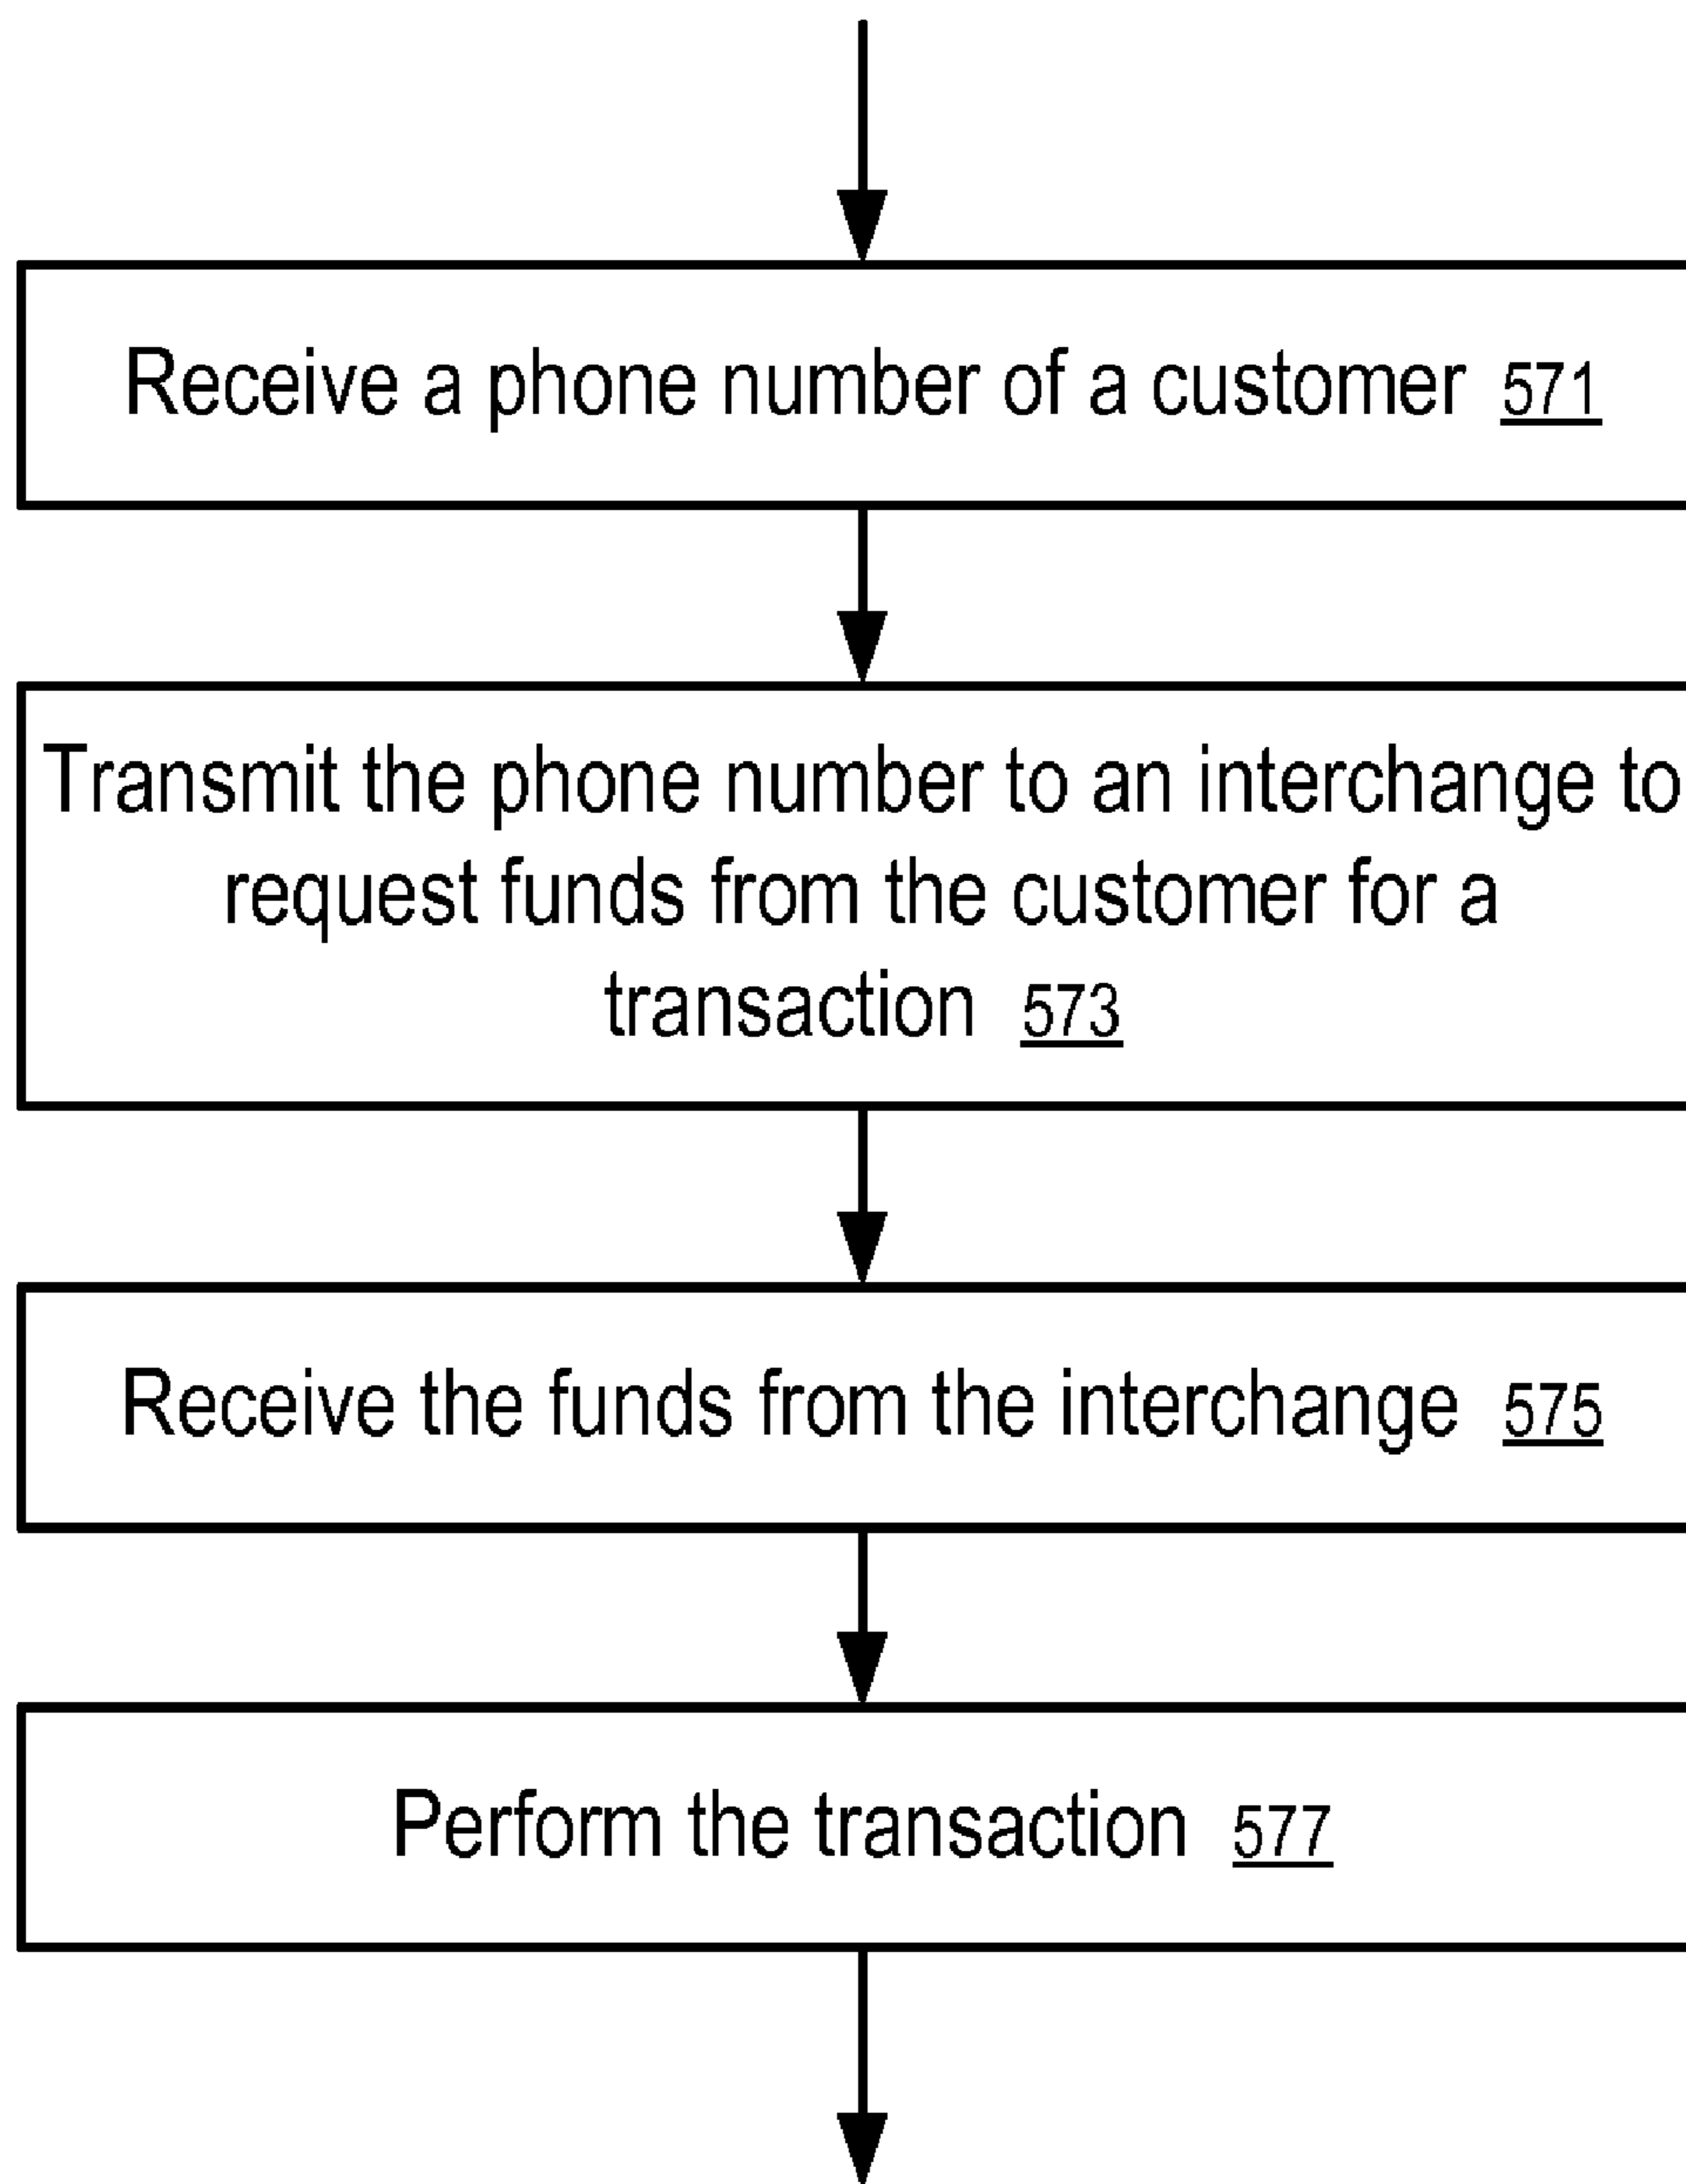 Receive a phone number of a customer 571
Transmit the phone number to an interchange to
request funds from the customer for a
transaction 573
Receive the funds from the interchange 575
Perform the transaction 577